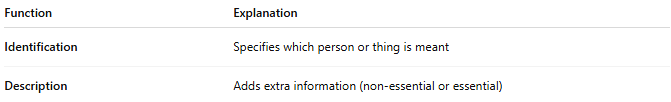 Function Explanation
Identification Specifies which person or thing is meant
Description Adds extra information (non-essential or essential)